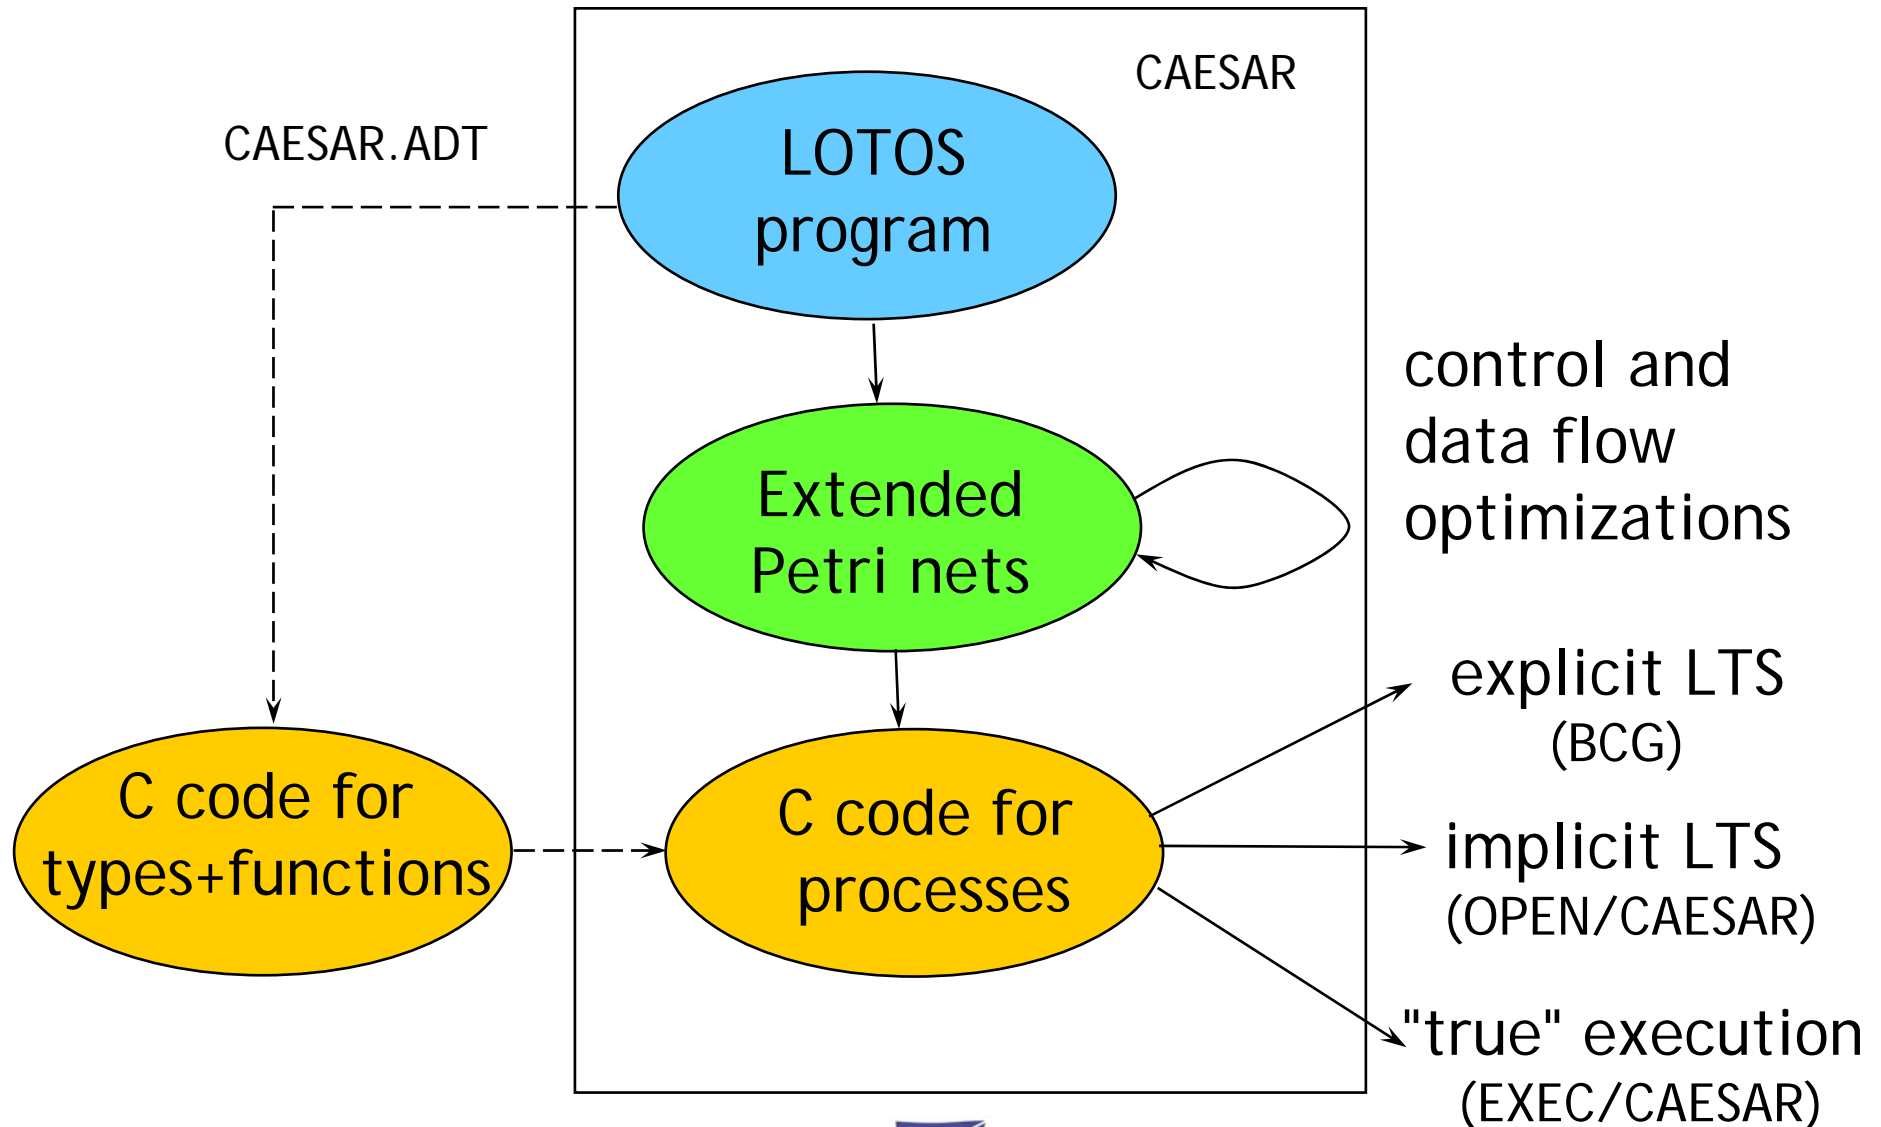 CAESAR
CAESAR.ADT
LOTOS
program
control and
data flow
optimizations
Extended
Petri nets
explicit LTS
(BCG)
C code for
types+functions
C code for
processes
implicit LTS
(OPEN/CAESAR)
"true" execution
(EXEC/CAESAR)